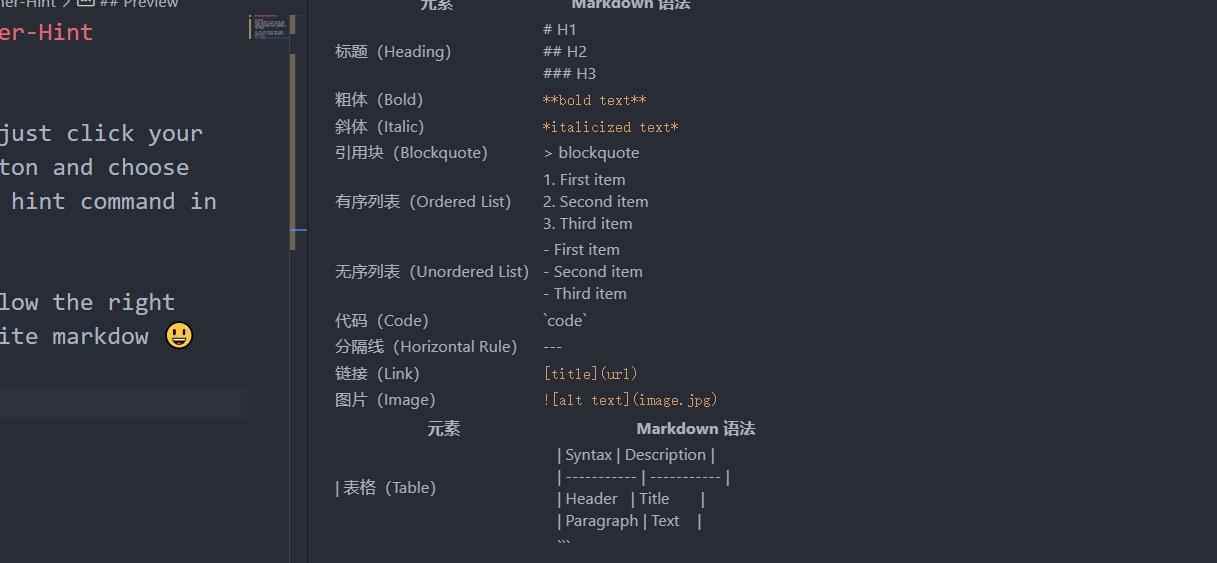 ner-Hint > ## Preview
er-Hint
just click your
ton and choose
hint command in
low the right
ite markdow 😃
元素 Markdown 语法
标题（Heading） # H1
## H2
### H3
粗体（Bold） **bold text**
斜体（Italic） *italicized text*
引用块（Blockquote） > blockquote
有序列表（Ordered List） 1. First item
2. Second item
3. Third item
无序列表（Unordered List） - First item
- Second item
- Third item
代码（Code） `code`
分隔线（Horizontal Rule） ---
链接（Link） [title](url)
图片（Image） ![alt text](image.jpg)
元素 Markdown 语法
| 表格（Table） | Syntax | Description |
| ----------- | ----------- |
| Header | Title |
| Paragraph | Text |
```